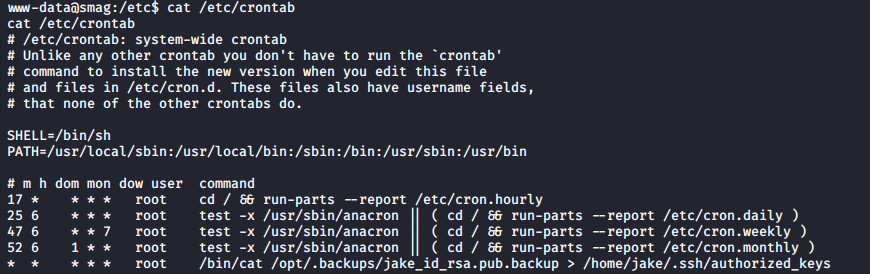 www-data@smag:/etc$ cat /etc/crontab
cat /etc/crontab
# /etc/crontab: system-wide crontab
# Unlike any other crontab you don't have to run the `crontab'
# command to install the new version when you edit this file
# and files in /etc/cron.d. These files also have username fields,
# that none of the other crontabs do.

SHELL=/bin/sh
PATH=/usr/local/sbin:/usr/local/bin:/sbin:/bin:/usr/sbin:/usr/bin

# m h dom mon dow user  command
17 *    * * *   root    cd / && run-parts --report /etc/cron.hourly
25 6    * * *   root    test -x /usr/sbin/anacron || ( cd / && run-parts --report /etc/cron.daily )
47 6    * * 7   root    test -x /usr/sbin/anacron || ( cd / && run-parts --report /etc/cron.weekly )
52 6    1 * *   root    test -x /usr/sbin/anacron || ( cd / && run-parts --report /etc/cron.monthly )
*  *    * * *   root    /bin/cat /opt/.backups/jake_id_rsa.pub.backup > /home/jake/.ssh/authorized_keys